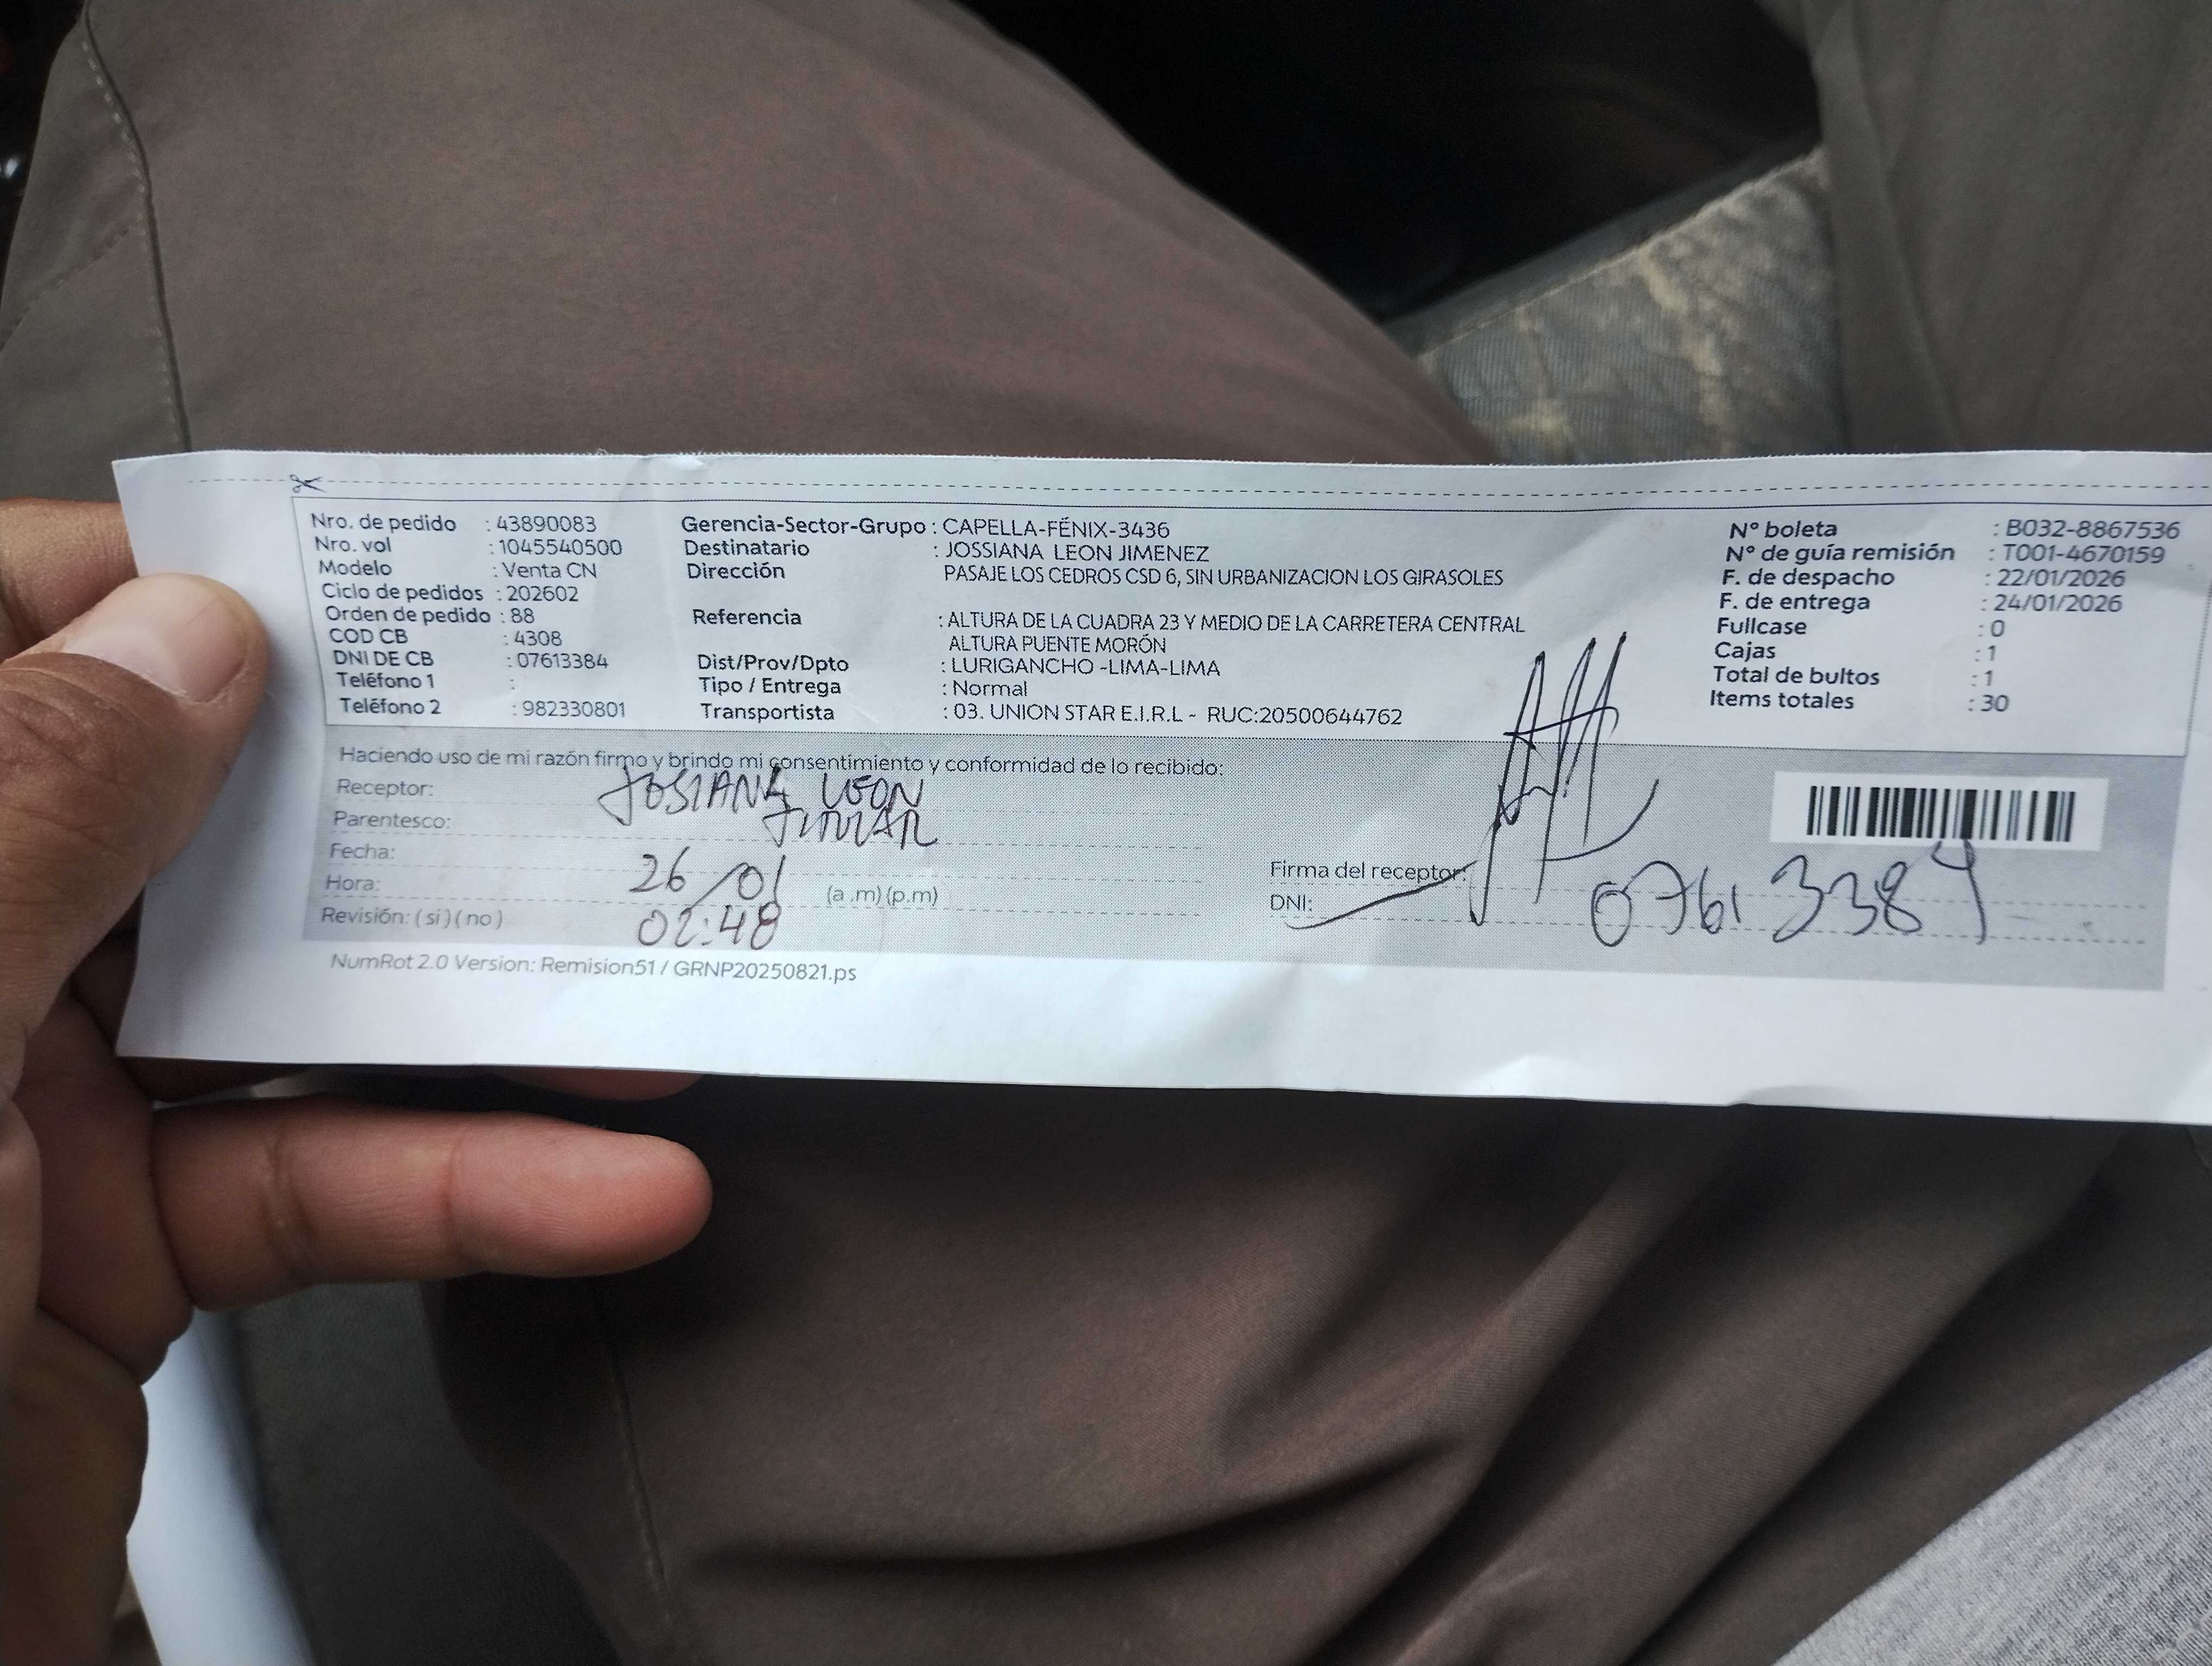 Nro. de pedido : 43890083
Nro. vol : 1045540500
Modelo : Venta CN
Ciclo de pedidos : 202602
Orden de pedido : 88
COD CB : 4308
DNI DE CB : 07613384
Teléfono 1 :
Teléfono 2 : 982330801
Gerencia-Sector-Grupo : CAPELLA-FÉNIX-3436
Destinatario : JOSSIANA LEON JIMENEZ
Dirección PASAJE LOS CEDROS CSD 6, SIN URBANIZACION LOS GIRASOLES
Referencia : ALTURA DE LA CUADRA 23 Y MEDIO DE LA CARRETERA CENTRAL
ALTURA PUENTE MORÓN
Dist/Prov/Dpto : LURIGANCHO -LIMA-LIMA
Tipo / Entrega : Normal
Transportista : 03. UNION STAR E.I.R.L - RUC:20500644762
N° boleta : B032-8867536
N° de guía remisión : T001-4670159
F. de despacho : 22/01/2026
F. de entrega : 24/01/2026
Fullcase : 0
Cajas : 1
Total de bultos : 1
Items totales : 30
Haciendo uso de mi razón firmo y brindo mi consentimiento y conformidad de lo recibido:
Receptor: JOSIANA LEON
Parentesco:
Fecha: 26/01
Hora: 02:48 (a .m) (p.m)
Revisión: ( si ) ( no )
Firma del receptor:
DNI: 07613384
NumRot 2.0 Version: Remision51 / GRNP20250821.ps